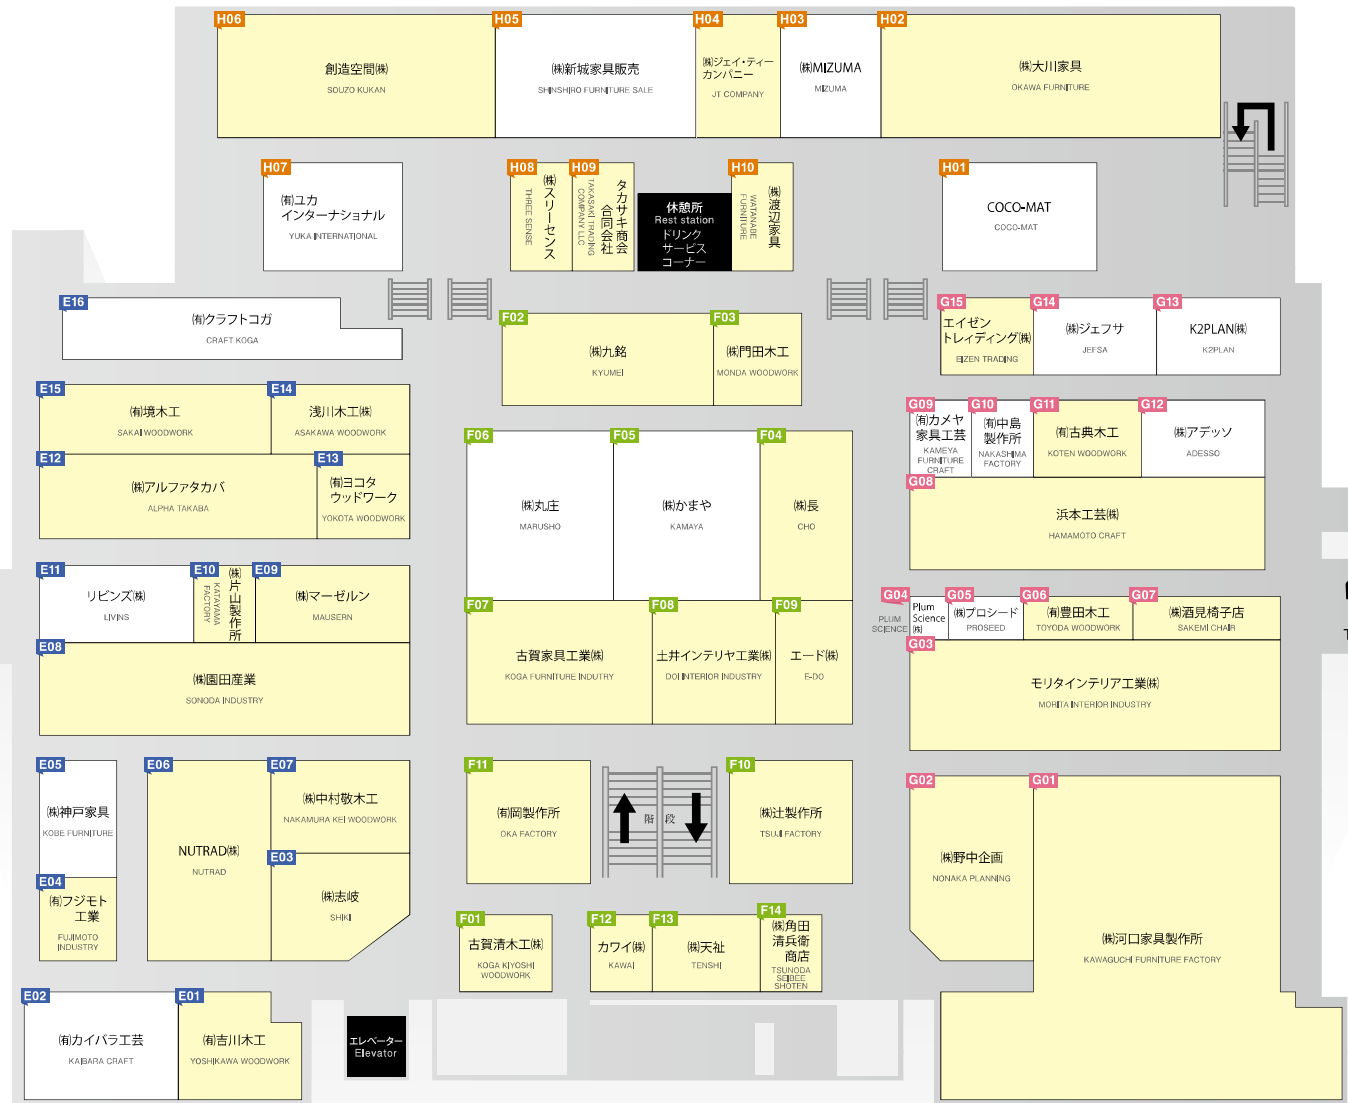 H06
創造空間㈱
SOUZO KUKAN
H05
㈱新城家具販売
SHINSHIRO FURNITURE SALE
H04
㈱ジェイ・ティー
カンパニー
JT COMPANY
H03
㈱MIZUMA
MIZUMA
H02
㈱大川家具
OKAWA FURNITURE
H07
㈲ユカ
インターナショナル
YUKA INTERNATIONAL
H08
㈱スリーセンス
THREE SENSE
H09
タカサキ商会
合同会社
TAKASAKI TRADING
COMPANY LLC
休憩所
Rest station
ドリンク
サービス
コーナー
H10
㈱渡辺家具
WATANABE
FURNITURE
H01
COCO-MAT
COCO-MAT
E16
㈲クラフトコガ
CRAFT KOGA
F02
㈱九銘
KYUMEI
F03
㈱門田木工
MONDA WOODWORK
G15
エイゼン
トレイディング㈱
EIZEN TRADING
G14
㈱ジェフサ
JEFSA
G13
K2PLAN㈱
K2PLAN
E15
㈲境木工
SAKAI WOODWORK
E14
浅川木工㈱
ASAKAWA WOODWORK
E12
㈱アルファタカバ
ALPHA TAKABA
E13
㈲ヨコタ
ウッドワーク
YOKOTA WOODWORK
F06
㈱丸庄
MARUSHO
F05
㈱かまや
KAMAYA
F04
㈱長
CHO
G09
㈲カメヤ
家具工芸
KAMEYA
FURNITURE
CRAFT
G10
㈲中島
製作所
NAKASHIMA
FACTORY
G11
㈲古典木工
KOTEN WOODWORK
G12
㈱アデッソ
ADESSO
G08
浜本工芸㈱
HAMAMOTO CRAFT
E11
リビンズ㈱
LIVINS
E10
㈱片山製作所
KATAYAMA
FACTORY
E09
㈱マーゼルン
MAUSERN
E08
㈱園田産業
SONODA INDUSTRY
F07
古賀家具工業㈱
KOGA FURNITURE INDUTRY
F08
土井インテリヤ工業㈱
DOI INTERIOR INDUSTRY
F09
エード㈱
E-DO
G04
PLUM
SCIENCE
Plum
Science
㈱
G05
㈱プロシード
PROSEED
G06
㈲豊田木工
TOYODA WOODWORK
G07
㈱酒見椅子店
SAKEMI CHAIR
G03
モリタインテリア工業㈱
MORITA INTERIOR INDUSTRY
E05
㈱神戸家具
KOBE FURNITURE
E06
NUTRAD㈱
NUTRAD
E07
㈱中村敬木工
NAKAMURA KEI WOODWORK
E03
㈱志岐
SHIKI
E04
㈲フジモト
工業
FUJIMOTO
INDUSTRY
F11
㈲岡製作所
OKA FACTORY
階 段
F10
㈱辻製作所
TSUJI FACTORY
G02
㈱野中企画
NONAKA PLANNING
G01
㈱河口家具製作所
KAWAGUCHI FURNITURE FACTORY
F01
古賀清木工㈱
KOGA KIYOSHI
WOODWORK
F12
カワイ㈱
KAWAI
F13
㈱天祉
TENSHI
F14
㈱角田
清兵衛
商店
TSUNODA
SEIBEE
SHOTEN
E02
㈲カイバラ工芸
KAIBARA CRAFT
E01
㈲吉川木工
YOSHIKAWA WOODWORK
エレベーター
Elevator